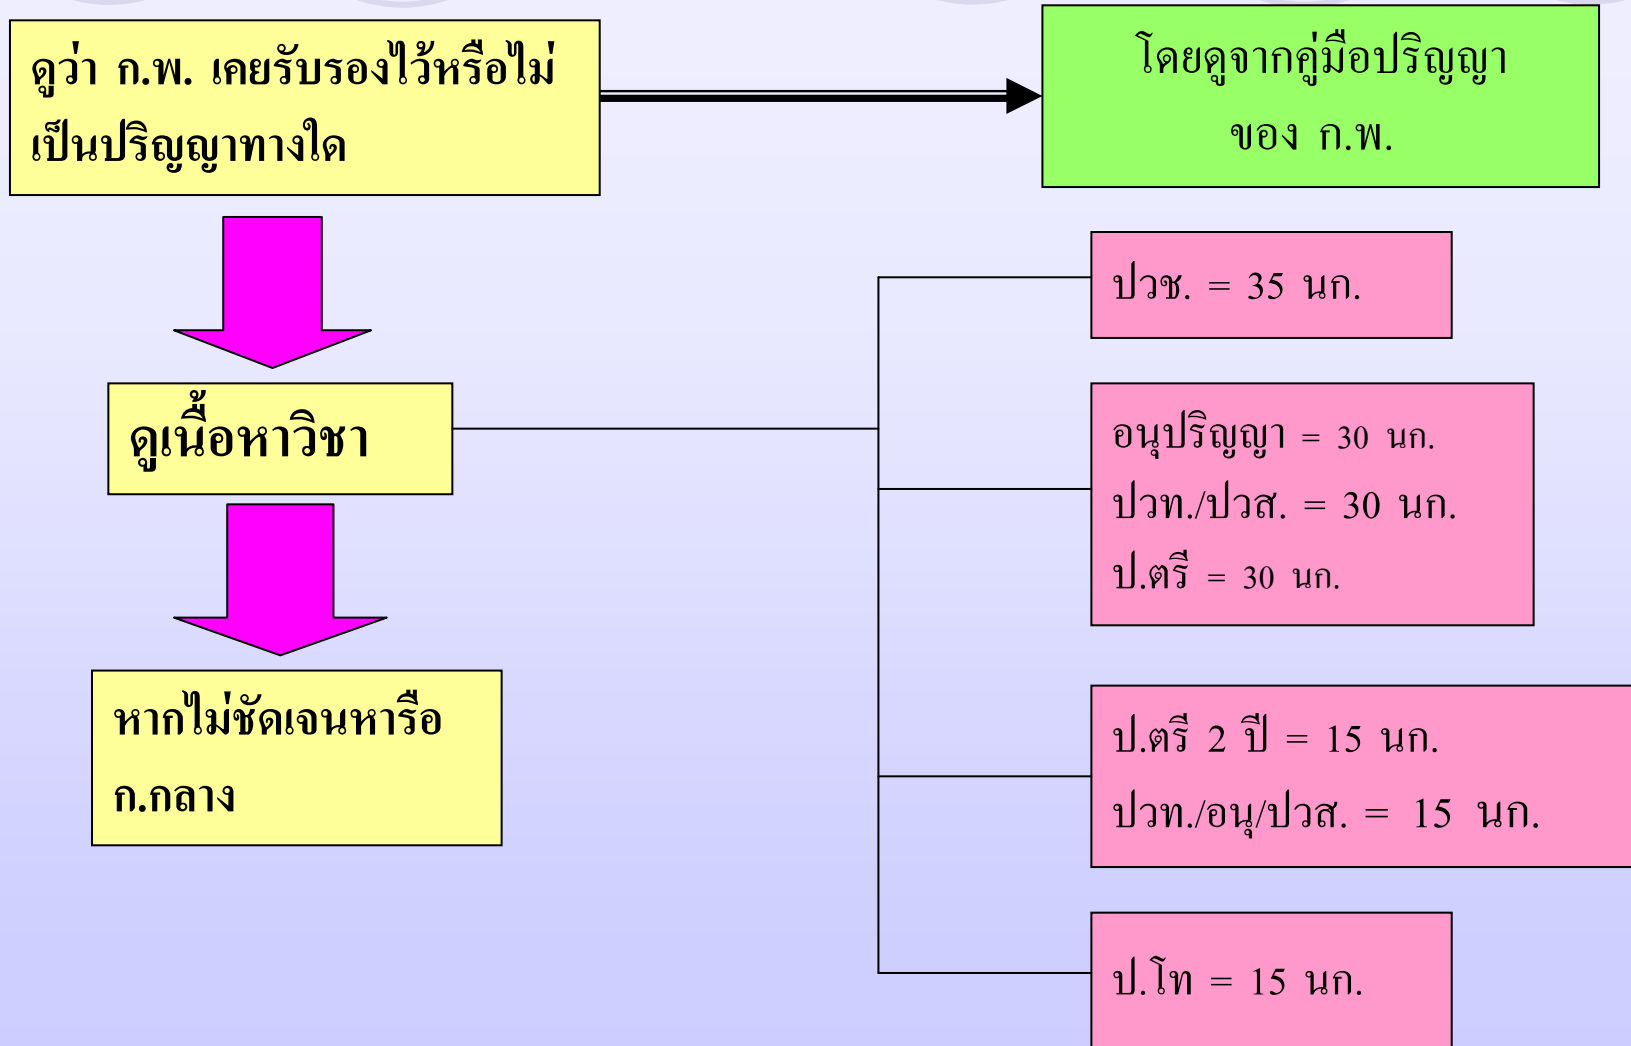 ดูว่า ก.พ. เคยรับรองไว้หรือไม่
เป็นปริญญาทางใด
โดยดูจากคู่มือปริญญา
ของ ก.พ.
ดูเนื้อหาวิชา
ปวช. = 35 นก.
อนุปริญญา = 30 นก.
ปวท./ปวส. = 30 นก.
ป.ตรี = 30 นก.
หากไม่ชัดเจนหารือ
ก.กลาง
ป.ตรี 2 ปี = 15 นก.
ปวท./อนุ/ปวส. = 15 นก.
ป.โท = 15 นก.